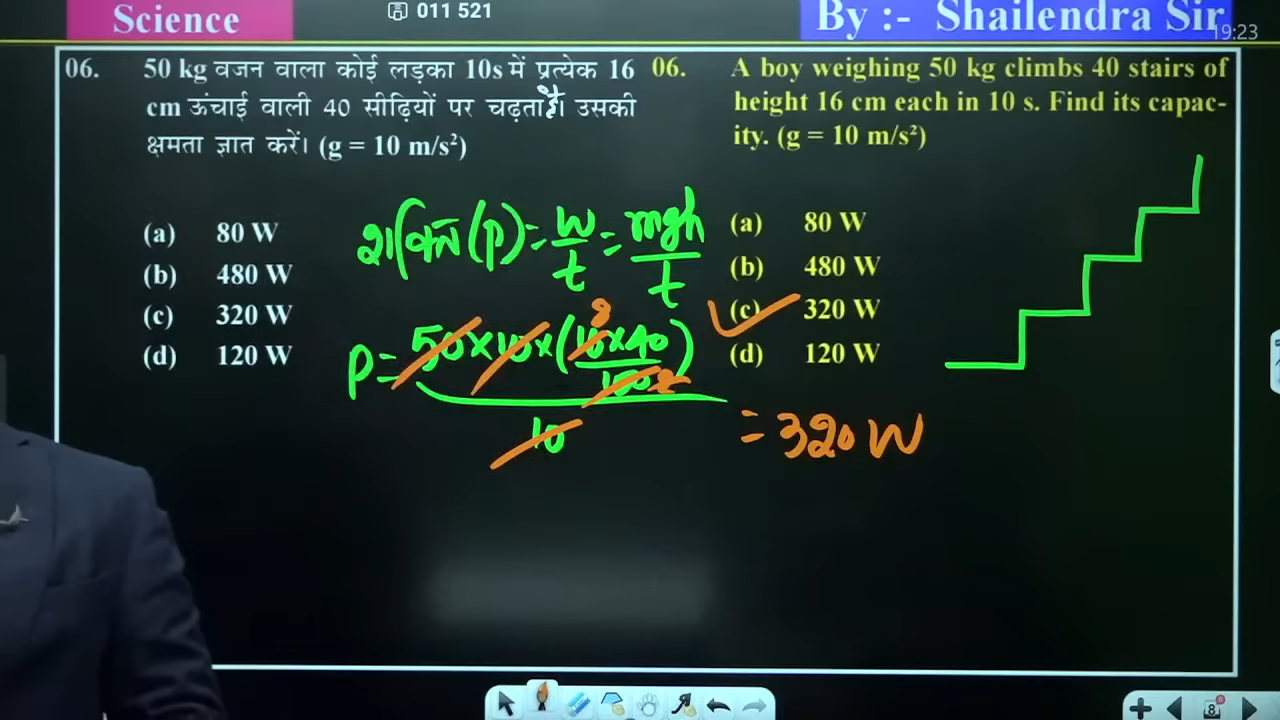 Science
011 521
By :- Shailendra Sir
19:23
06. 50 kg वजन वाला कोई लड़का 10s में प्रत्येक 16
cm ऊंचाई वाली 40 सीढ़ियों पर चढ़ता है। उसकी
क्षमता ज्ञात करें। (g = 10 m/s²)
(a) 80 W
(b) 480 W
(c) 320 W
(d) 120 W
06. A boy weighing 50 kg climbs 40 stairs of
height 16 cm each in 10 s. Find its capac-
ity. (g = 10 m/s²)
(a) 80 W
(b) 480 W
(c) 320 W
(d) 120 W
शक्ति (P) = W/t = mgh/t
P = 50×10×(16×40/100)/10 = 320 W
8